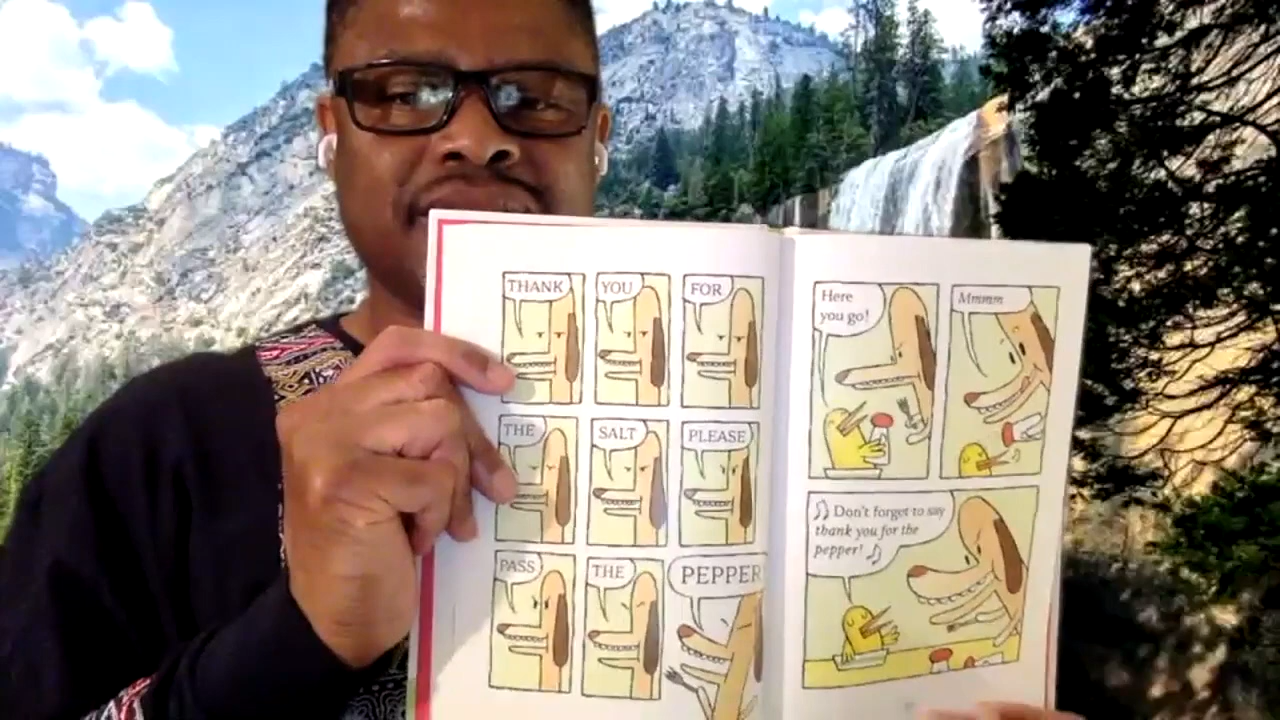 THANK
YOU
FOR
THE
SALT
PLEASE
PASS
THE
PEPPER
Here
you go!
Mmmm
Don't forget to say
thank you for the
pepper!